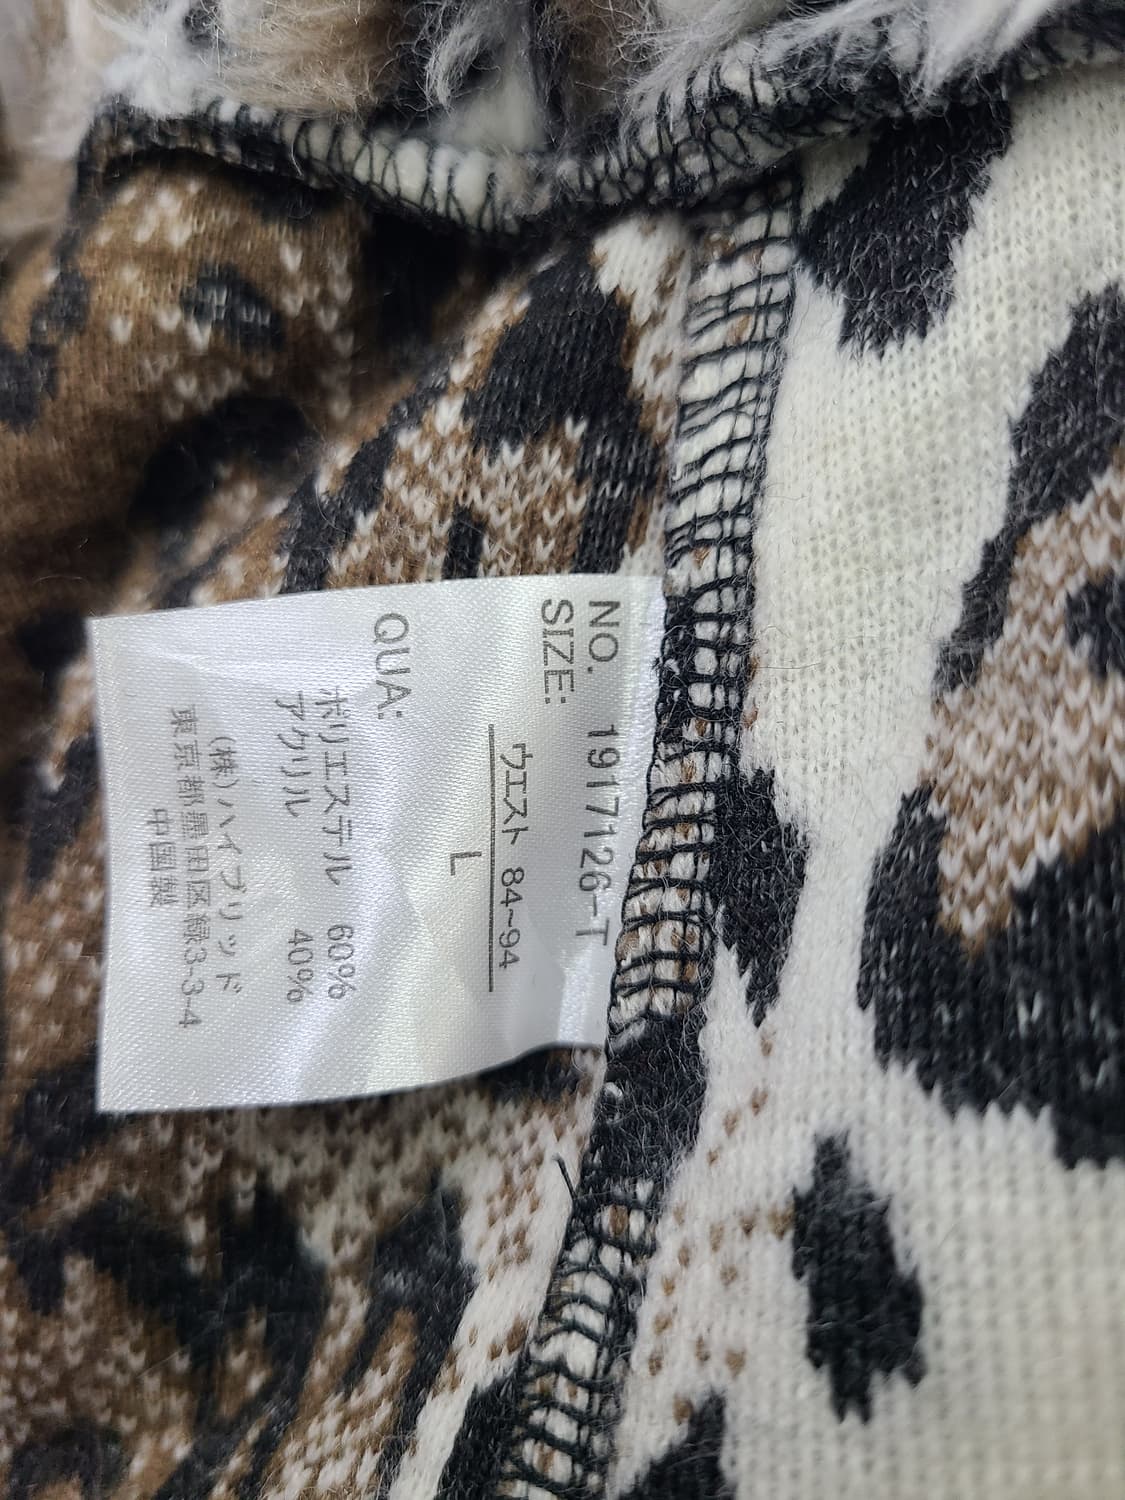 NO. 19171126-T
SIZE:
ウエスト 84~94
L
QUA:
ポリエステル 60%
アクリル 40%
(株)ハイブリッド
東京都墨田区緑3-3-4
中国製